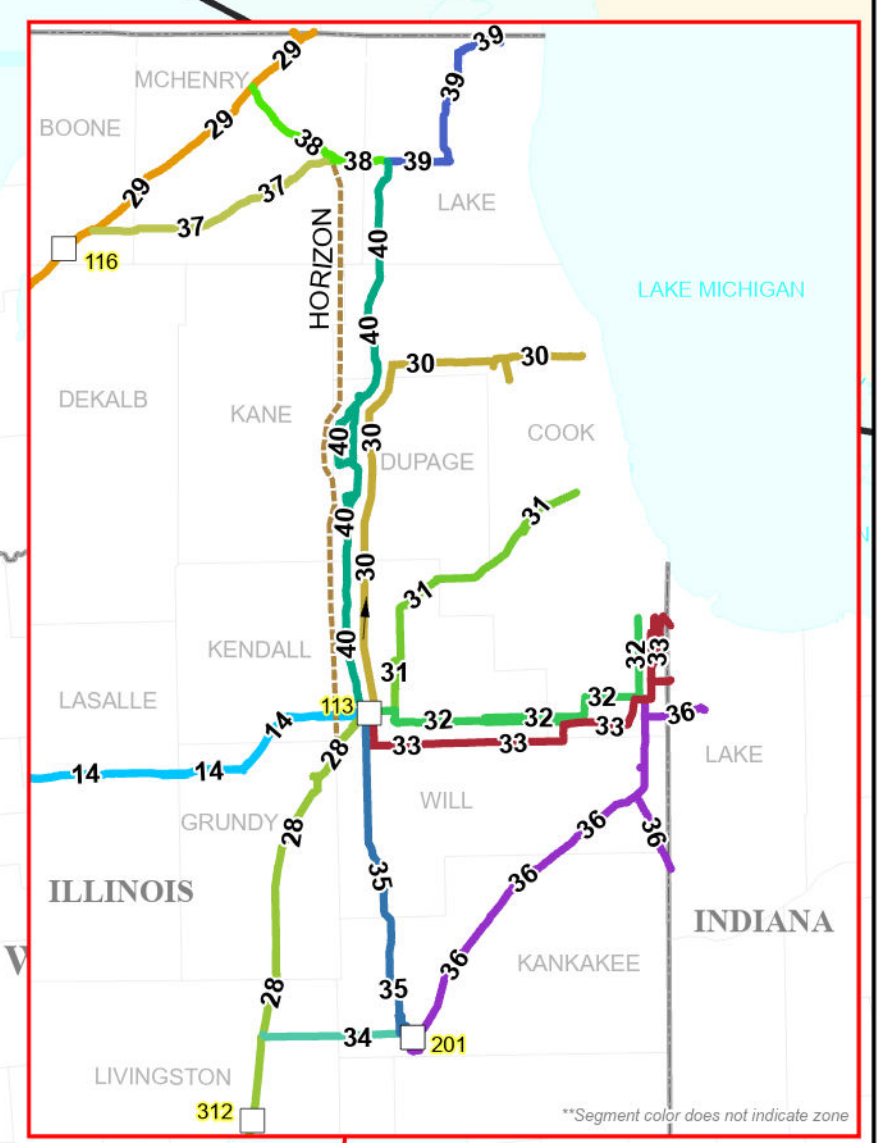 39
29
MCHENRY
39
BOONE
29
38
38
39
29
37
LAKE
37
HORIZON
40
116
LAKE MICHIGAN
40
30
30
DEKALB
KANE
COOK
40
30
DUPAGE
31
40
30
31
KENDALL
40
32
33
31
LASALLE
113
32
36
14
32
32
33
28
33
33
LAKE
14
14
WILL
GRUNDY
28
36
36
35
36
ILLINOIS
INDIANA
36
KANKAKEE
28
35
34
201
LIVINGSTON
312
**Segment color does not indicate zone